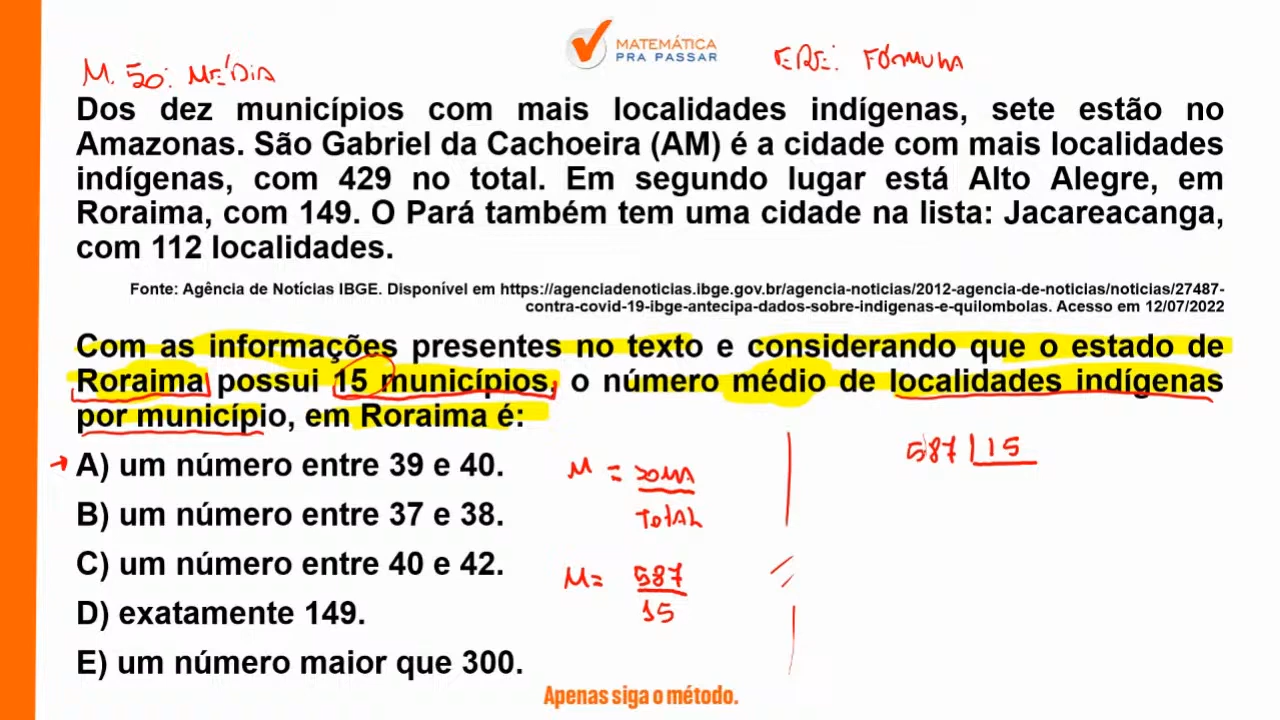 MATEMÁTICA
PRA PASSAR
M. 50: MÉDIA
ERE: FÓRMULA
Dos dez municípios com mais localidades indígenas, sete estão no
Amazonas. São Gabriel da Cachoeira (AM) é a cidade com mais localidades
indígenas, com 429 no total. Em segundo lugar está Alto Alegre, em
Roraima, com 149. O Pará também tem uma cidade na lista: Jacareacanga,
com 112 localidades.
Fonte: Agência de Notícias IBGE. Disponível em https://agenciadenoticias.ibge.gov.br/agencia-noticias/2012-agencia-de-noticias/noticias/27487-
contra-covid-19-ibge-antecipa-dados-sobre-indigenas-e-quilombolas. Acesso em 12/07/2022
Com as informações presentes no texto e considerando que o estado de
Roraima possui 15 municípios, o número médio de localidades indígenas
por município, em Roraima é:
A) um número entre 39 e 40.
B) um número entre 37 e 38.
C) um número entre 40 e 42.
D) exatamente 149.
E) um número maior que 300.
M = SOMA
TOTAL
M = 587
15
587 15
Apenas siga o método.